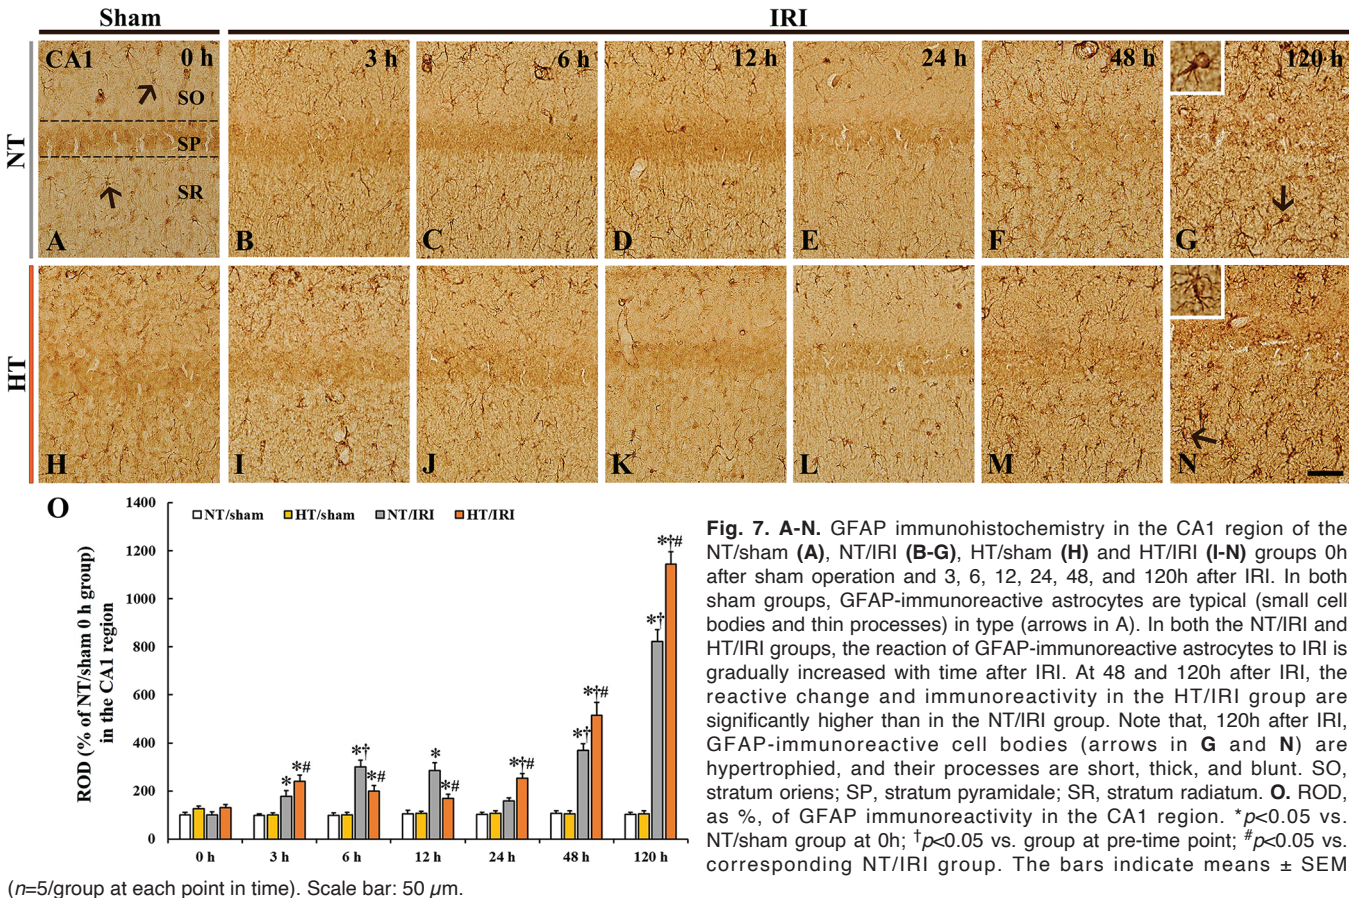 Sham IRI
CA1 0 h 3 h 6 h 12 h 24 h 48 h 120 h
SO
SP
SR
NT
A B C D E F G
HT
H I J K L M N
O
NT/sham HT/sham NT/IRI HT/IRI
ROD (% of NT/sham 0 h group)
in the CA1 region
1400
1200
1000
800
600
400
200
0
*
*#
*†
*#
*
*#
*†#
*†
*†#
*†
*†#
0 h 3 h 6 h 12 h 24 h 48 h 120 h
Fig. 7. A-N. GFAP immunohistochemistry in the CA1 region of the
NT/sham (A), NT/IRI (B-G), HT/sham (H) and HT/IRI (I-N) groups 0h
after sham operation and 3, 6, 12, 24, 48, and 120h after IRI. In both
sham groups, GFAP-immunoreactive astrocytes are typical (small cell
bodies and thin processes) in type (arrows in A). In both the NT/IRI and
HT/IRI groups, the reaction of GFAP-immunoreactive astrocytes to IRI is
gradually increased with time after IRI. At 48 and 120h after IRI, the
reactive change and immunoreactivity in the HT/IRI group are
significantly higher than in the NT/IRI group. Note that, 120h after IRI,
GFAP-immunoreactive cell bodies (arrows in G and N) are
hypertrophied, and their processes are short, thick, and blunt. SO,
stratum oriens; SP, stratum pyramidale; SR, stratum radiatum. O. ROD,
as %, of GFAP immunoreactivity in the CA1 region. *p<0.05 vs.
NT/sham group at 0h; †p<0.05 vs. group at pre-time point; #p<0.05 vs.
corresponding NT/IRI group. The bars indicate means ± SEM
(n=5/group at each point in time). Scale bar: 50 µm.